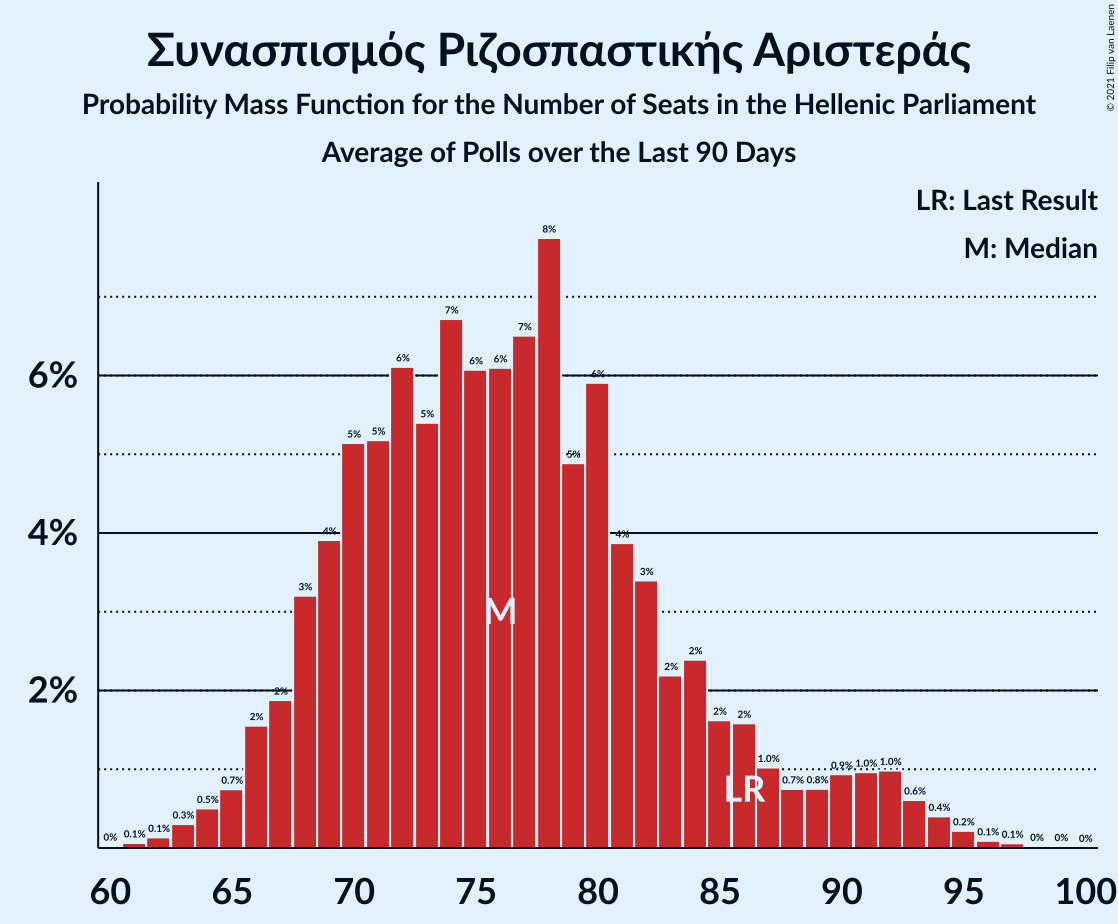 Συνασπισμός Ριζοσπαστικής Αριστεράς
Probability Mass Function for the Number of Seats in the Hellenic Parliament
Average of Polls over the Last 90 Days
© 2021 Filip van Laenen
LR: Last Result
M: Median
6%
4%
2%
0% 0.1% 0.1% 0.3% 0.5% 0.7% 2% 2% 3% 4% 5% 5% 6% 5% 7% 6% 6% 7% 8% 5% 6% 4% 3% 2% 2% 2% 2% 1.0% 0.7% 0.8% 0.9% 1.0% 1.0% 0.6% 0.4% 0.2% 0.1% 0.1% 0% 0% 0%
M
LR
60 65 70 75 80 85 90 95 100